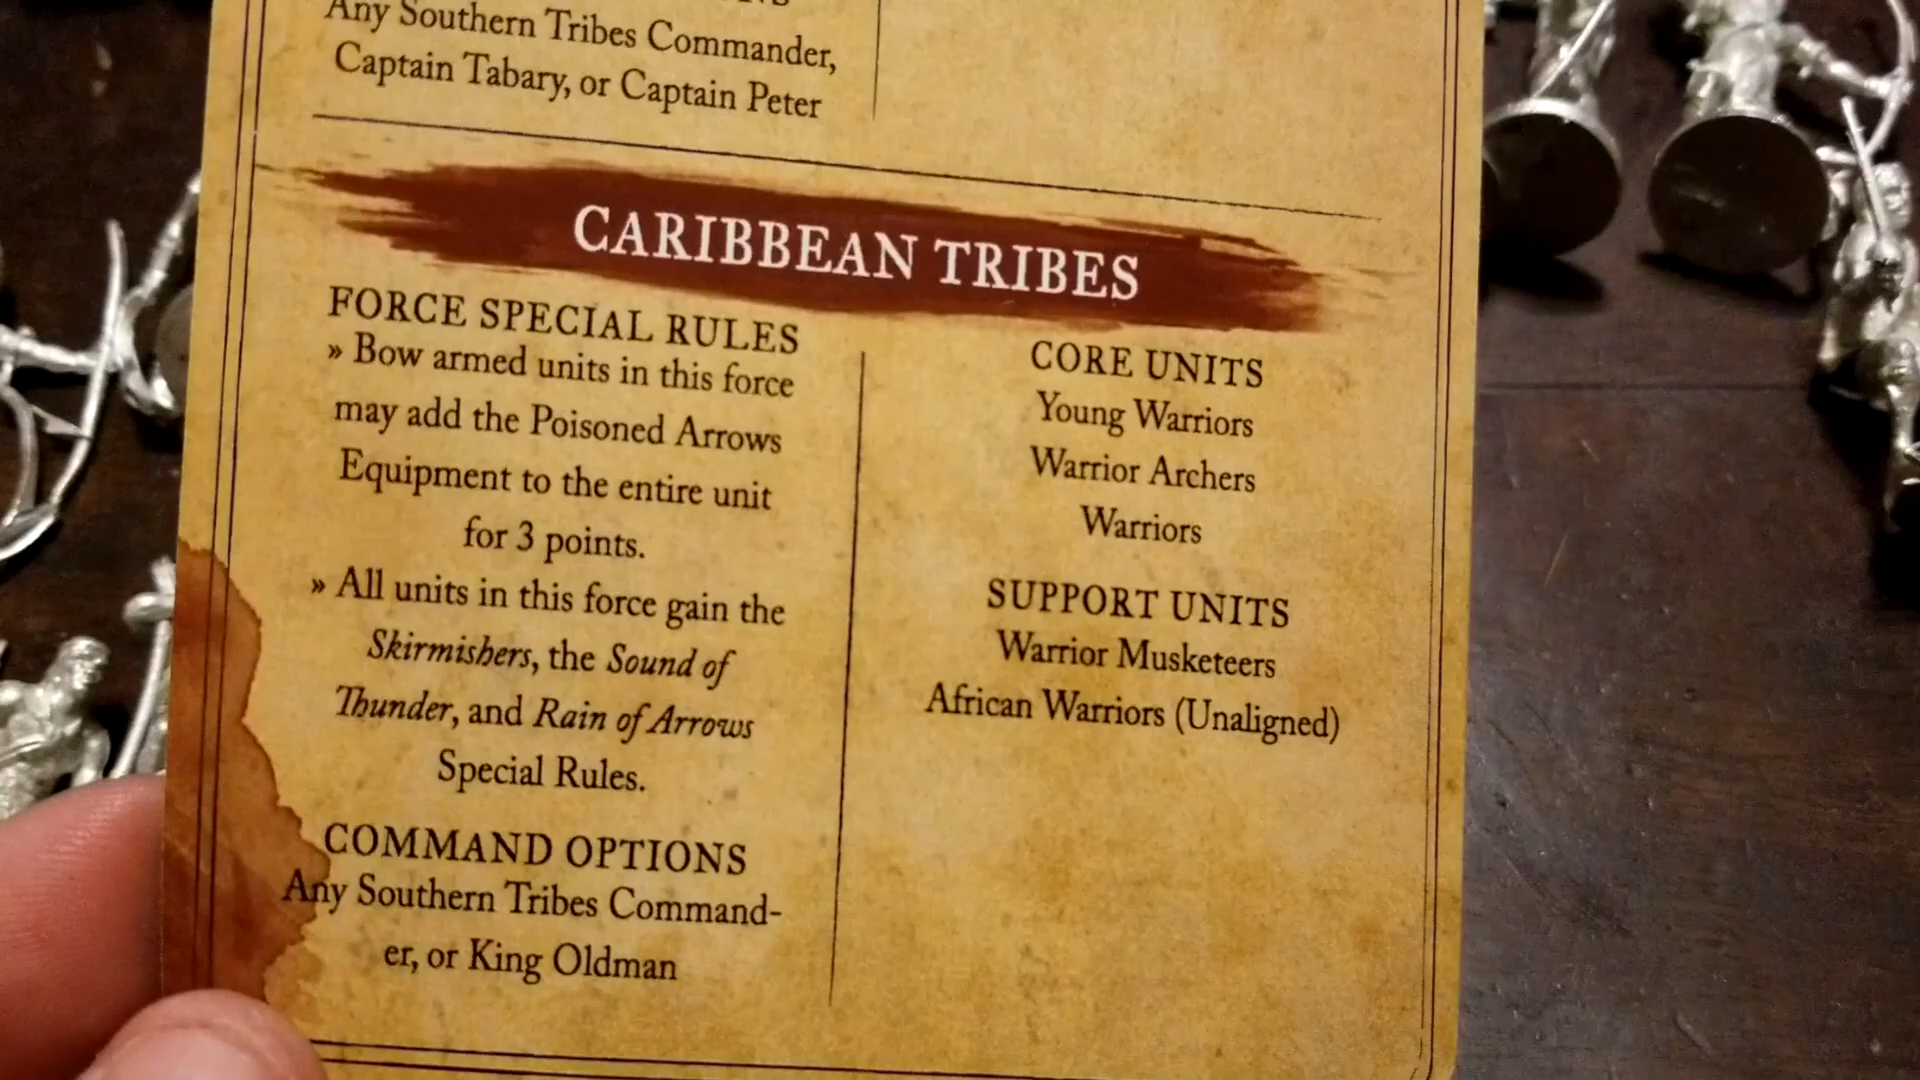 Any Southern Tribes Commander,
Captain Tabary, or Captain Peter
CARIBBEAN TRIBES
FORCE SPECIAL RULES
» Bow armed units in this force
may add the Poisoned Arrows
Equipment to the entire unit
for 3 points.
» All units in this force gain the
Skirmishers, the Sound of
Thunder, and Rain of Arrows
Special Rules.
COMMAND OPTIONS
Any Southern Tribes Command-
er, or King Oldman
CORE UNITS
Young Warriors
Warrior Archers
Warriors
SUPPORT UNITS
Warrior Musketeers
African Warriors (Unaligned)